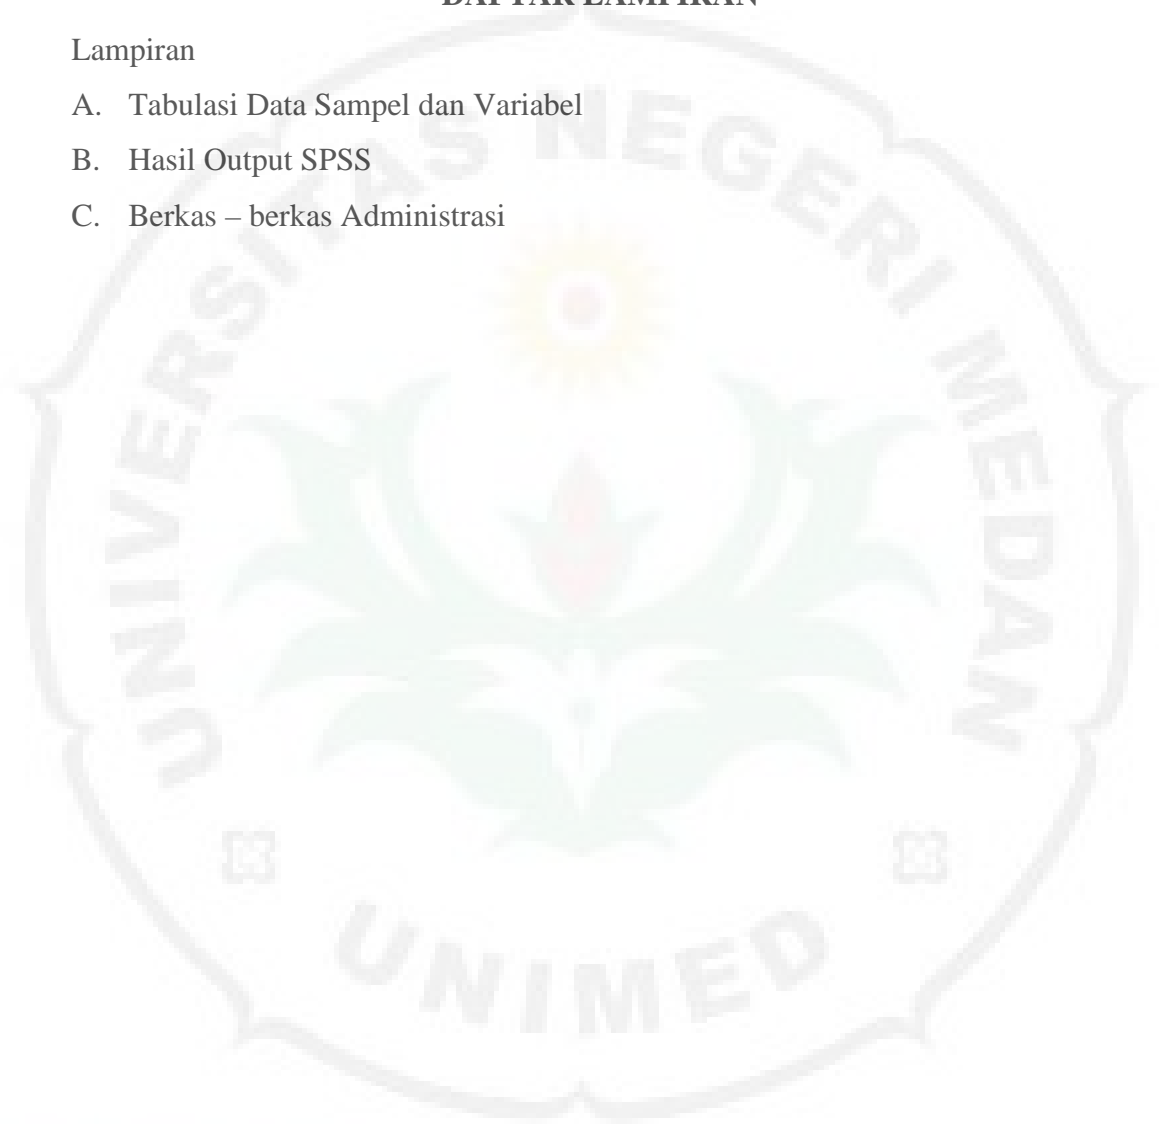 DAFTAR LAMPIRAN
Lampiran
A. Tabulasi Data Sampel dan Variabel
B. Hasil Output SPSS
C. Berkas – berkas Administrasi
UNIVERSITAS NEGERI MEDAN
UNIMED